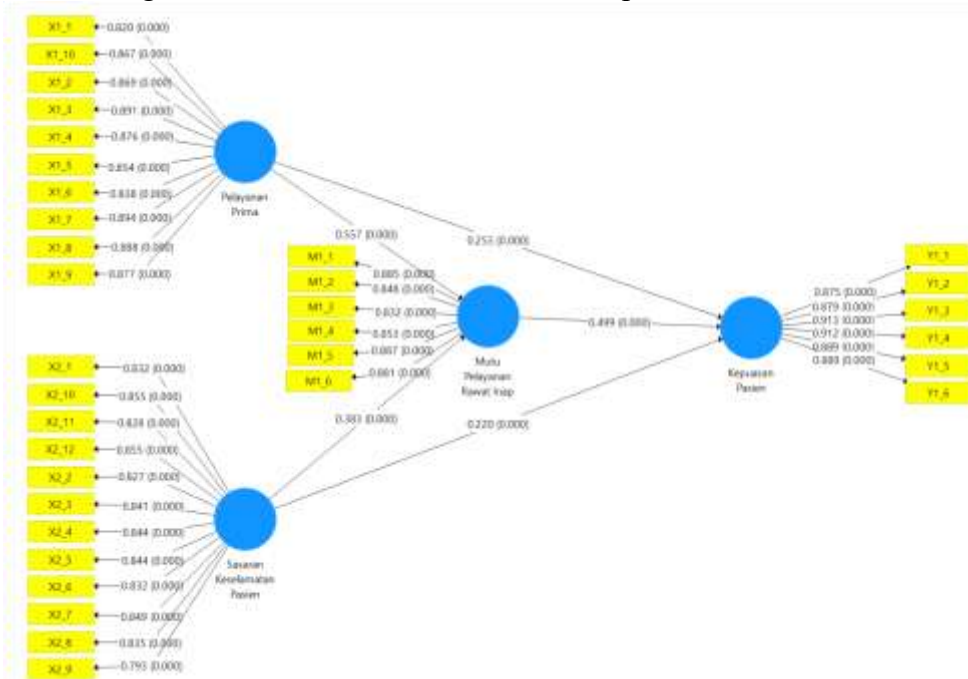 X1_1 0.820 (0.000)
X1_10 0.867 (0.000)
X1_2 0.869 (0.000)
X1_3 0.891 (0.000)
X1_4 0.876 (0.000)
X1_5 0.854 (0.000)
X1_6 0.838 (0.000)
X1_7 0.894 (0.000)
X1_8 0.888 (0.000)
X1_9 0.877 (0.000)
Pelayanan
Prima
0.557 (0.000)
0.253 (0.000)
M1_1 0.885 (0.000)
M1_2 0.848 (0.000)
M1_3 0.832 (0.000)
M1_4 0.853 (0.000)
M1_5 (0.000)
M1_6 0.881 (0.000)
Mutu
Pelayanan
Rawat Inap
0.499 (0.000)
Kepuasan
Pasien
0.875 (0.000) Y1_1
0.879 (0.000) Y1_2
0.913 (0.000) Y1_3
0.912 (0.000) Y1_4
0.889 (0.000) Y1_5
(0.000) Y1_6
0.383 (0.000)
0.220 (0.000)
X2_1 0.832 (0.000)
X2_10 0.855 (0.000)
X2_11 (0.000)
X2_12 0.855 (0.000)
X2_2 (0.000)
X2_3 0.841 (0.000)
X2_4 0.844 (0.000)
X2_5 0.844 (0.000)
X2_6 0.832 (0.000)
X2_7 0.849 (0.000)
X2_8 0.835 (0.000)
X2_9 0.793 (0.000)
Sasaran
Keselamatan
Pasien